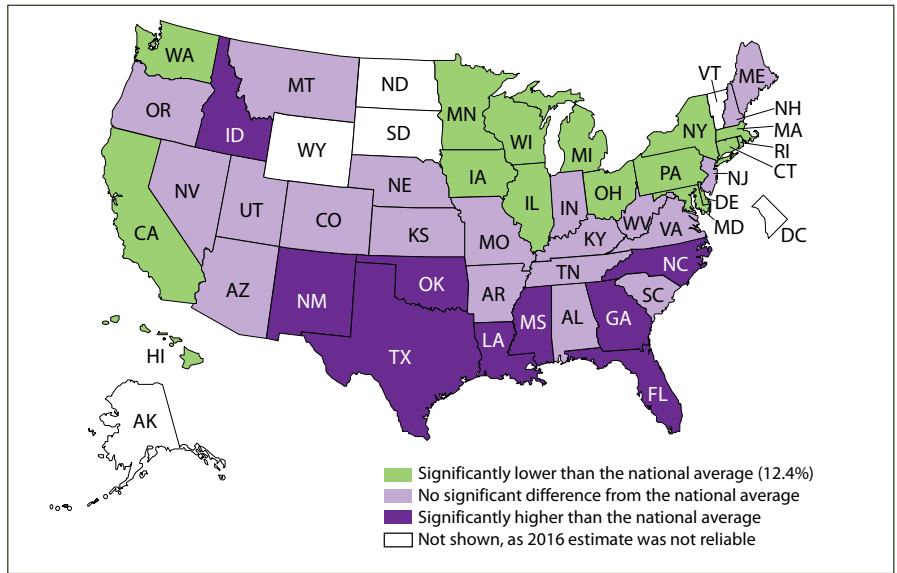 WA
MT
ND
MN
VT
ME
OR
ID
SD
WI
MI
NY
NH
MA
RI
CT
WY
IA
PA
NJ
NV
UT
NE
IL
IN
OH
DE
MD
DC
CA
CO
KS
MO
KY
WV
VA
AZ
NM
OK
AR
TN
NC
SC
TX
LA
MS
AL
GA
FL
HI
AK
Significantly lower than the national average (12.4%)
No significant difference from the national average
Significantly higher than the national average
Not shown, as 2016 estimate was not reliable